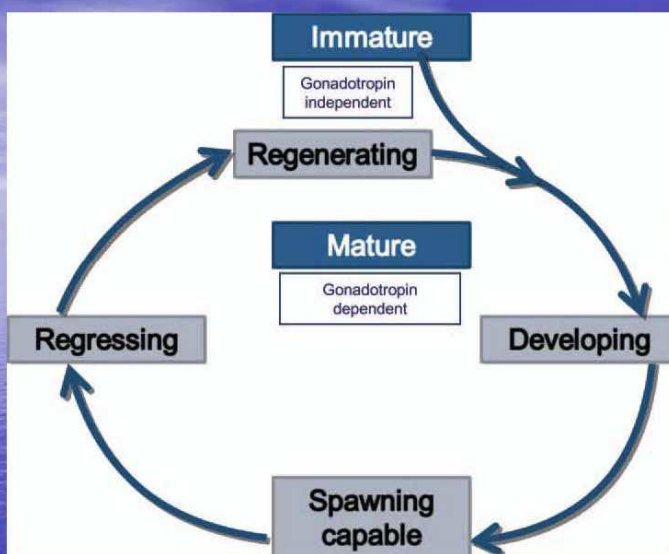 Immature
Gonadotropin
independent
Regenerating
Mature
Gonadotropin
dependent
Regressing
Developing
Spawning
capable